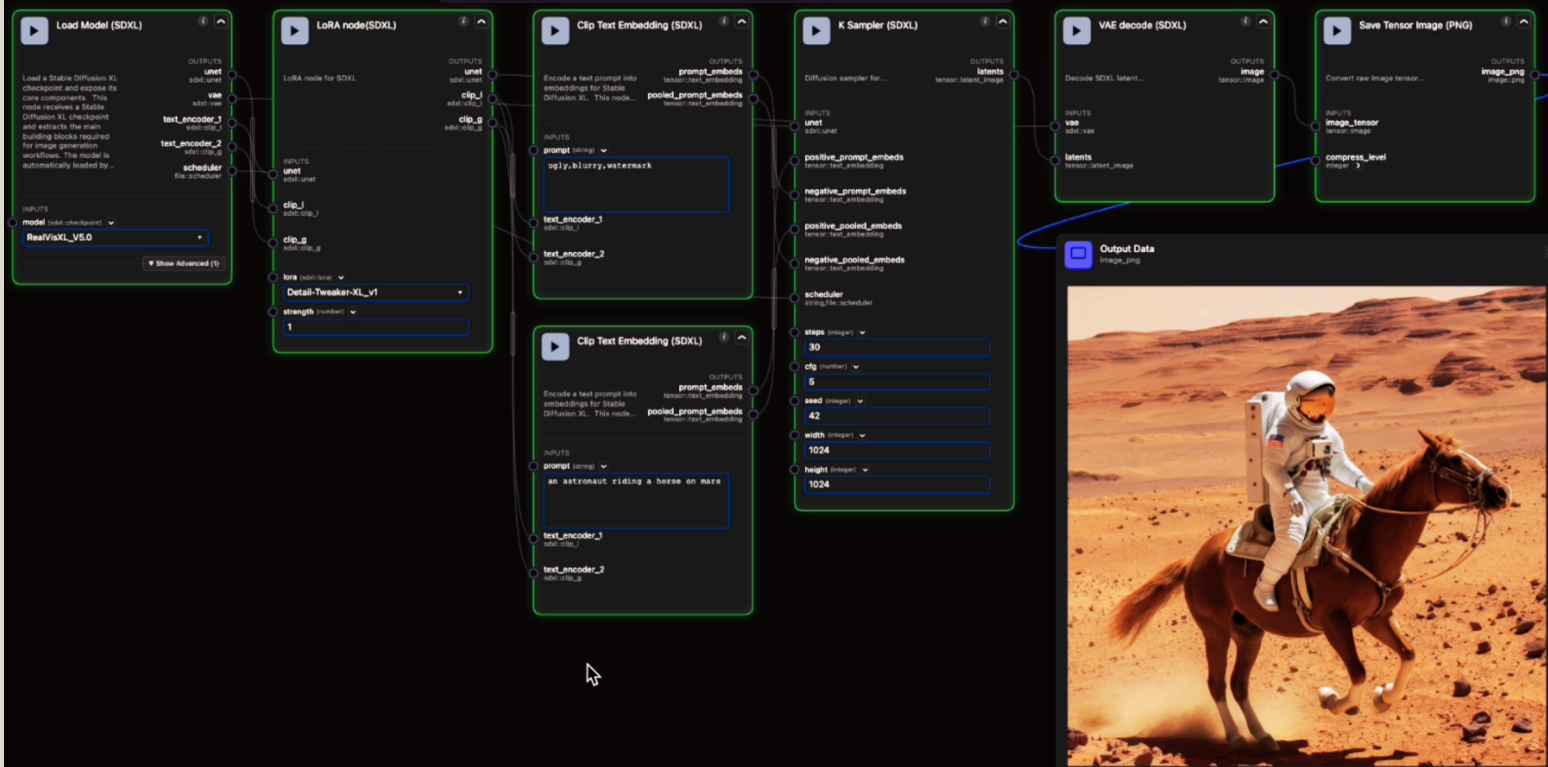 Load Model (SDXL)
OUTPUTS
unet
sdxl::unet
Load a Stable Diffusion XL
checkpoint and expose its
core components. This
node receives a Stable
Diffusion XL checkpoint
and extracts the main
building blocks required
for image generation
workflows. The model is
automatically loaded by...
vae
sdxl::vae
text_encoder_1
sdxl::clip_l
text_encoder_2
sdxl::clip_g
scheduler
file::scheduler
INPUTS
model (sdxl::checkpoint)
RealVisXL_V5.0
▼ Show Advanced (1)
LoRA node(SDXL)
OUTPUTS
LoRA node for SDXL
unet
sdxl::unet
clip_l
sdxl::clip_l
clip_g
sdxl::clip_g
INPUTS
unet
sdxl::unet
clip_l
sdxl::clip_l
clip_g
sdxl::clip_g
lora (sdxl::lora)
Detail-Tweaker-XL_v1
strength (number)
1
Clip Text Embedding (SDXL)
OUTPUTS
Encode a text prompt into
embeddings for Stable
Diffusion XL. This node...
prompt_embeds
tensor::text_embedding
pooled_prompt_embeds
tensor::text_embedding
INPUTS
prompt (string)
ugly,blurry,watermark
text_encoder_1
sdxl::clip_l
text_encoder_2
sdxl::clip_g
Clip Text Embedding (SDXL)
OUTPUTS
Encode a text prompt into
embeddings for Stable
Diffusion XL. This node...
prompt_embeds
tensor::text_embedding
pooled_prompt_embeds
tensor::text_embedding
INPUTS
prompt (string)
an astronaut riding a horse on mars
text_encoder_1
sdxl::clip_l
text_encoder_2
sdxl::clip_g
K Sampler (SDXL)
OUTPUTS
Diffusion sampler for...
latents
tensor::latent_image
INPUTS
unet
sdxl::unet
positive_prompt_embeds
tensor::text_embedding
negative_prompt_embeds
tensor::text_embedding
positive_pooled_embeds
tensor::text_embedding
negative_pooled_embeds
tensor::text_embedding
scheduler
string,file::scheduler
steps (integer)
30
cfg (number)
5
seed (integer)
42
width (integer)
1024
height (integer)
1024
VAE decode (SDXL)
OUTPUTS
Decode SDXL latent...
image
tensor::image
INPUTS
vae
sdxl::vae
latents
tensor::latent_image
Save Tensor Image (PNG)
OUTPUTS
Convert raw image tensor...
image_png
image::png
INPUTS
image_tensor
tensor::image
compress_level
integer
Output Data
image_png